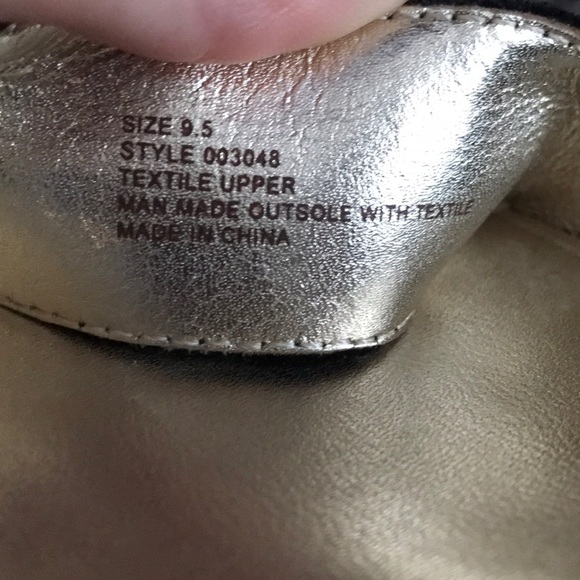 SIZE 9.5
STYLE 003048
TEXTILE UPPER
MAN MADE OUTSOLE WITH TEXTILE
MADE IN CHINA